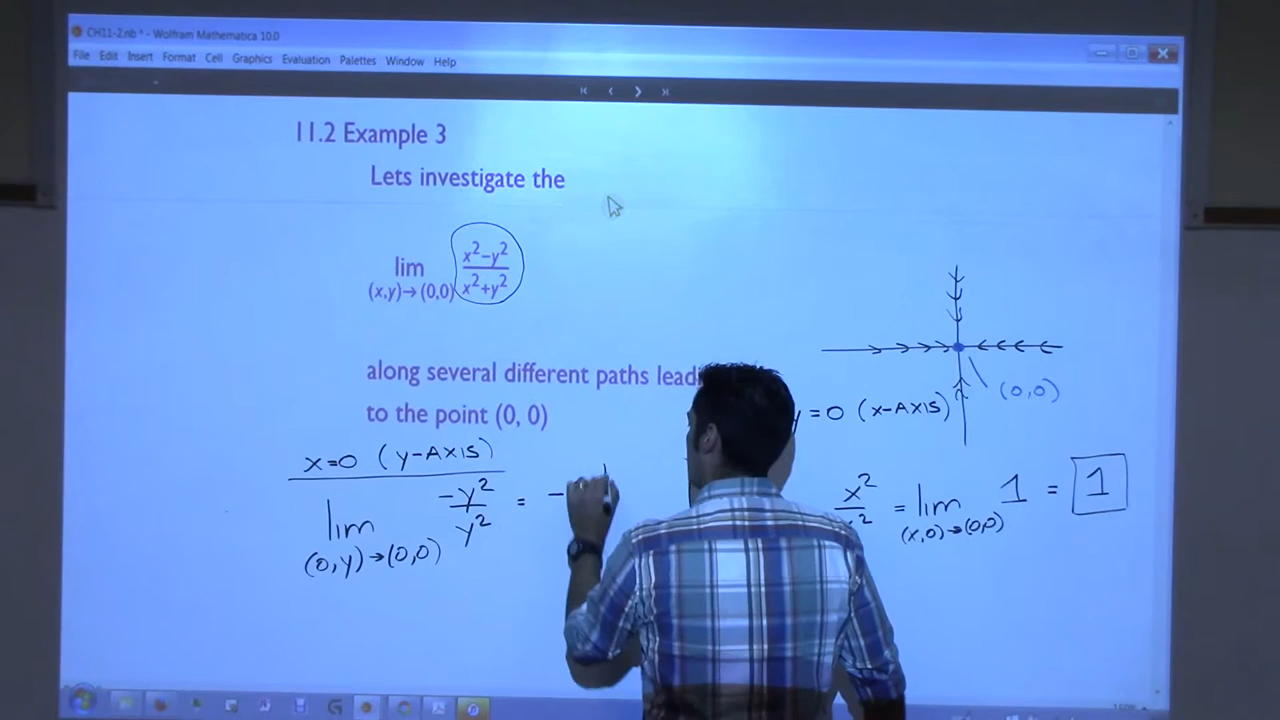 CH11-2.nb * - Wolfram Mathematica 10.0
File Edit Insert Format Cell Graphics Evaluation Palettes Window Help
11.2 Example 3
Lets investigate the
lim (x,y)→(0,0) x²-y² / x²+y²
along several different paths
to the point (0, 0)
(0,0)
x=0 (y-AXIS)
lim (0,y)→(0,0) -y² / y² = -
y=0 (x-AXIS)
x² = lim (x,0)→(0,0) 1 = 1